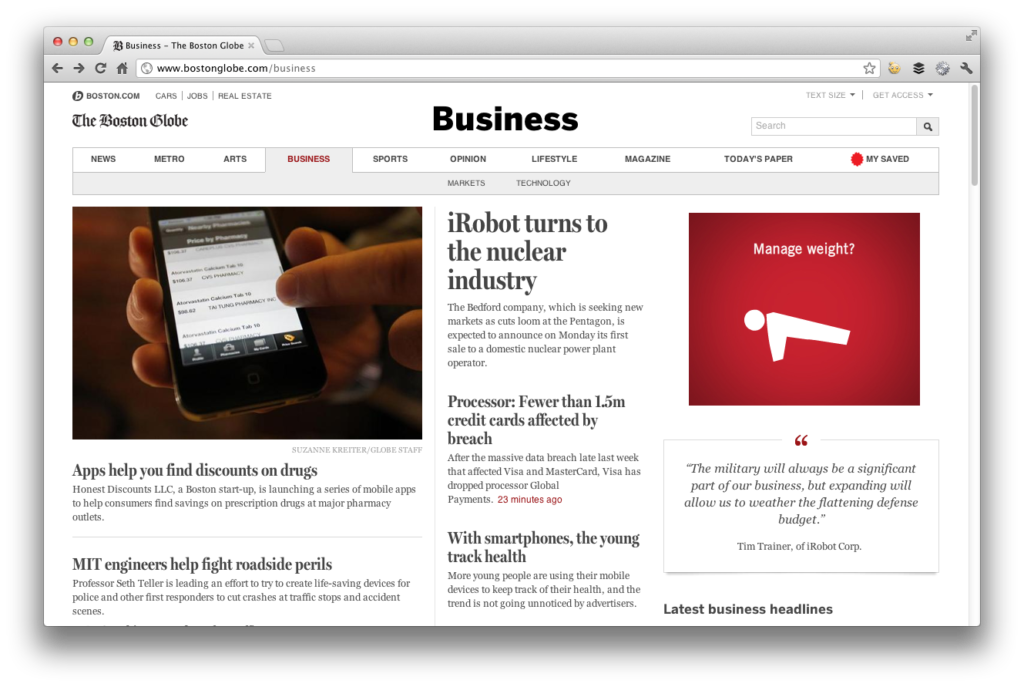 Business – The Boston Globe
www.bostonglobe.com/business
BOSTON.COM CARS | JOBS | REAL ESTATE
TEXT SIZE | GET ACCESS
The Boston Globe
Business
Search
NEWS METRO ARTS BUSINESS SPORTS OPINION LIFESTYLE MAGAZINE TODAY'S PAPER MY SAVED
MARKETS TECHNOLOGY
Nearby Pharmacies
Price by Pharmacy
$106.37 CVS PHARMACY
Atorvastatin Calcium Tab 10
TAI TUNG PHARMACY INC
Atorvastatin Calcium Tab 10
SUZANNE KREITER/GLOBE STAFF
Apps help you find discounts on drugs
Honest Discounts LLC, a Boston start-up, is launching a series of mobile apps
to help consumers find savings on prescription drugs at major pharmacy
outlets.
MIT engineers help fight roadside perils
Professor Seth Teller is leading an effort to try to create life-saving devices for
police and other first responders to cut crashes at traffic stops and accident
scenes.
iRobot turns to
the nuclear
industry
The Bedford company, which is seeking new
markets as cuts loom at the Pentagon, is
expected to announce on Monday its first
sale to a domestic nuclear power plant
operator.
Processor: Fewer than 1.5m
credit cards affected by
breach
After the massive data breach late last week
that affected Visa and MasterCard, Visa has
dropped processor Global
Payments. 23 minutes ago
With smartphones, the young
track health
More young people are using their mobile
devices to keep track of their health, and the
trend is not going unnoticed by advertisers.
Manage weight?
“
“The military will always be a significant
part of our business, but expanding will
allow us to weather the flattening defense
budget.”
Tim Trainer, of iRobot Corp.
Latest business headlines